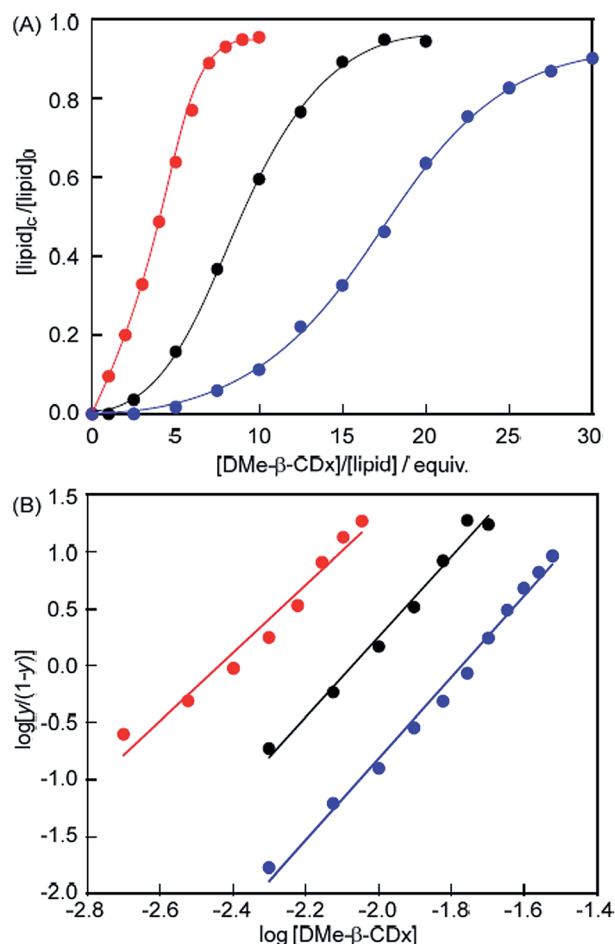 (A)
1.0
0.8
0.6
0.4
0.2
0.0
[lipid]c/[lipid]0
0 5 10 15 20 25 30
[DMe-β-CDx]/[lipid] / equiv.
(B)
1.5
1.0
0.5
0.0
-0.5
-1.0
-1.5
-2.0
log[y/(1-y)]
-2.8 -2.6 -2.4 -2.2 -2.0 -1.8 -1.6 -1.4
log [DMe-β-CDx]